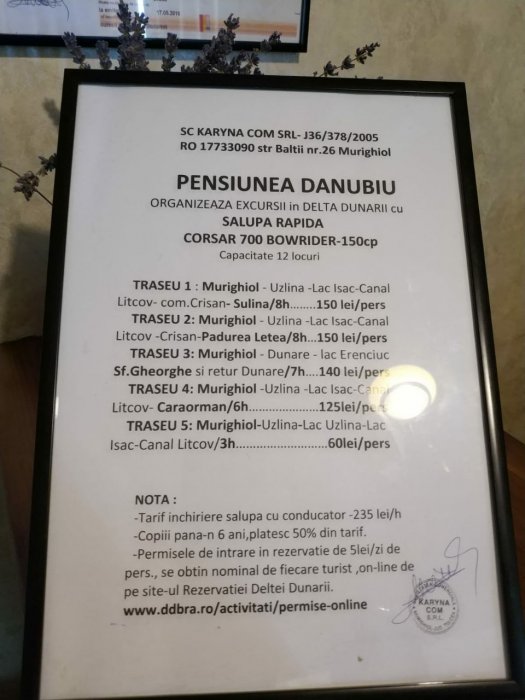 17.05.2010
SC KARYNA COM SRL- J36/378/2005
RO 17733090 str Baltii nr.26 Murighiol
PENSIUNEA DANUBIU
ORGANIZEAZA EXCURSII in DELTA DUNARII cu
SALUPA RAPIDA
CORSAR 700 BOWRIDER-150cp
Capacitate 12 locuri
TRASEU 1 : Murighiol - Uzlina -Lac Isac-Canal
Litcov- com.Crisan- Sulina/8h........150 lei/pers
TRASEU 2: Murighiol - Uzlina -Lac Isac-Canal
Litcov -Crisan-Padurea Letea/8h...150 lei/pers
TRASEU 3: Murighiol - Dunare - lac Erenciuc
Sf.Gheorghe si retur Dunare/7h....140 lei/pers
TRASEU 4: Murighiol -Uzlina -Lac Isac-Canal
Litcov- Caraorman/6h......................125lei/pers
TRASEU 5: Murighiol-Uzlina-Lac Uzlina-Lac
Isac-Canal Litcov/3h.............................60lei/pers
NOTA :
-Tarif inchiriere salupa cu conducator -235 lei/h
-Copiii pana-n 6 ani,platesc 50% din tarif.
-Permisele de intrare in rezervatie de 5lei/zi de
pers., se obtin nominal de fiecare turist ,on-line de
pe site-ul Rezervatiei Deltei Dunarii.
www.ddbra.ro/activitati/permise-online
KARYNA
COM
S.R.L.